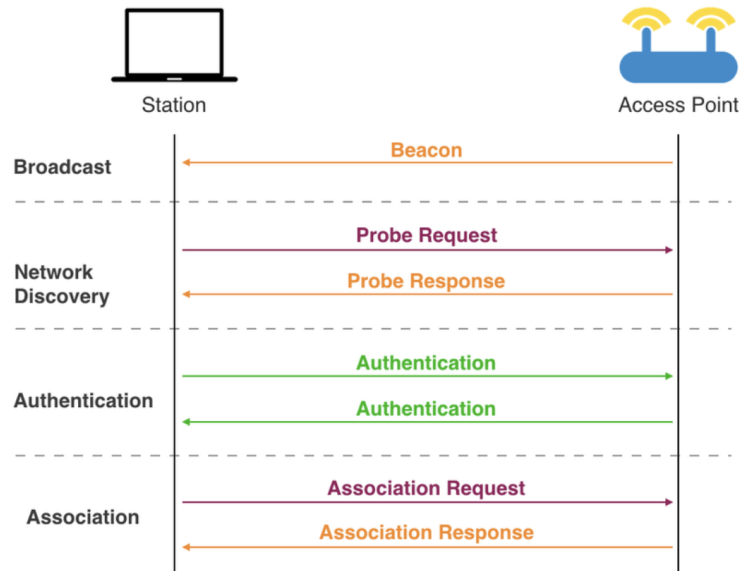 Station
Access Point
Broadcast
Beacon
Network
Discovery
Probe Request
Probe Response
Authentication
Authentication
Authentication
Association
Association Request
Association Response